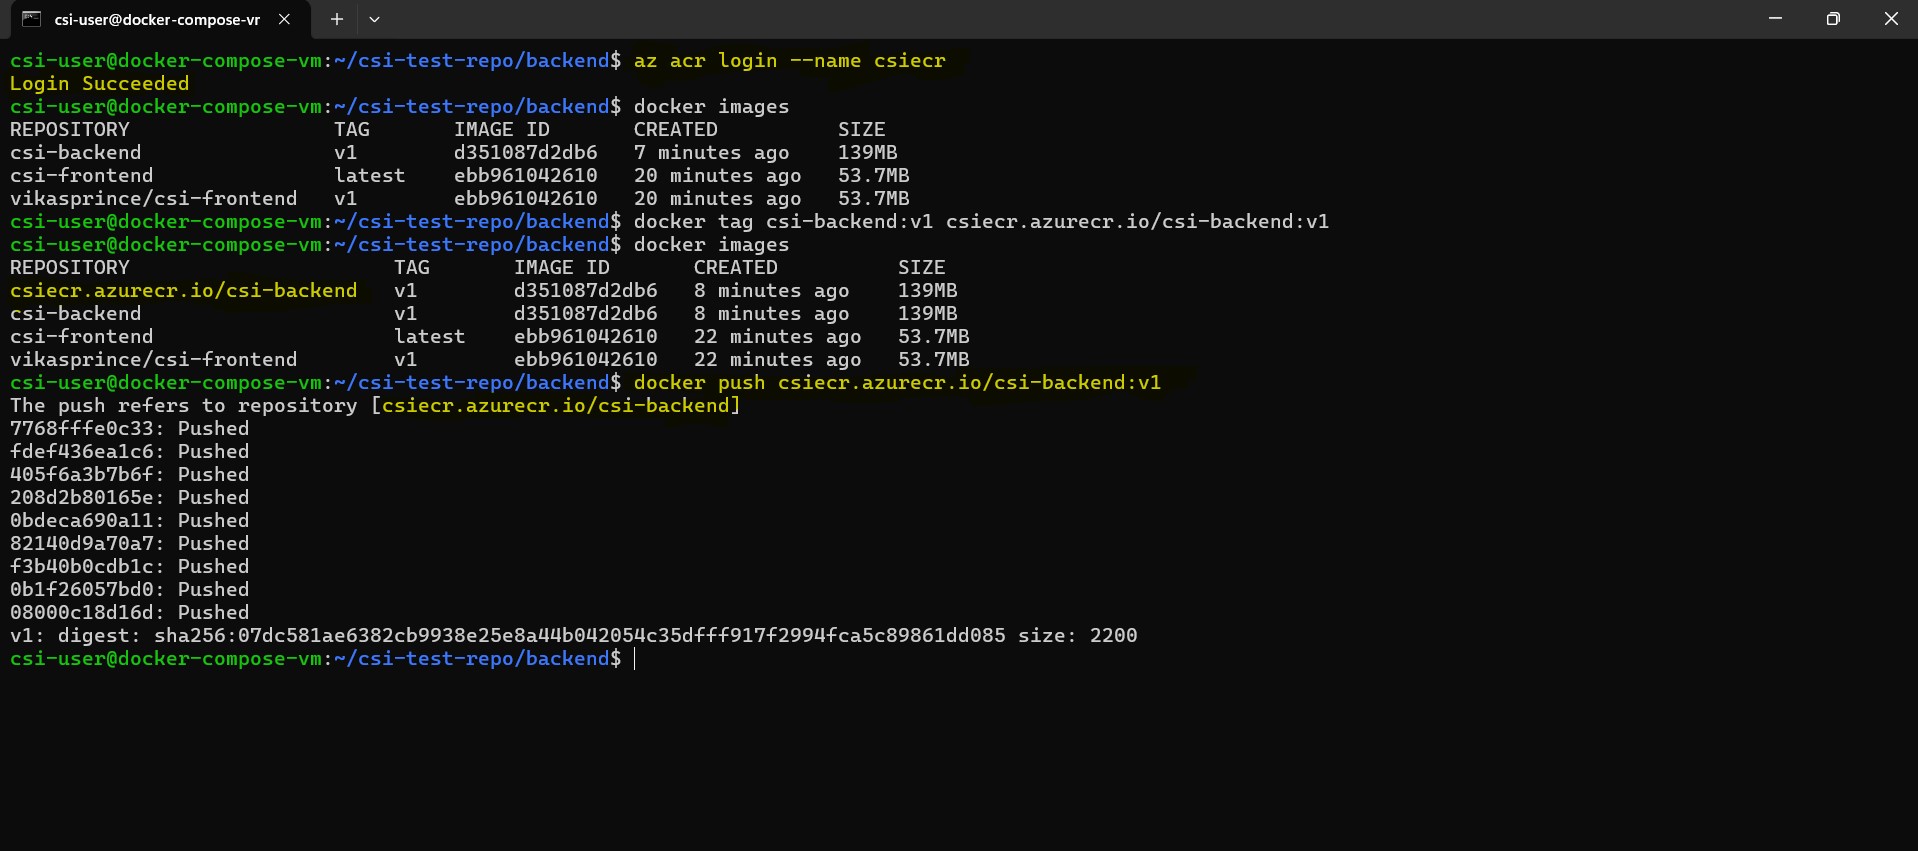 csi-user@docker-compose-vr
csi-user@docker-compose-vm:~/csi-test-repo/backend$ az acr login --name csiecr
Login Succeeded
csi-user@docker-compose-vm:~/csi-test-repo/backend$ docker images
REPOSITORY TAG IMAGE ID CREATED SIZE
csi-backend v1 d351087d2db6 7 minutes ago 139MB
csi-frontend latest ebb961042610 20 minutes ago 53.7MB
vikasprince/csi-frontend v1 ebb961042610 20 minutes ago 53.7MB
csi-user@docker-compose-vm:~/csi-test-repo/backend$ docker tag csi-backend:v1 csiecr.azurecr.io/csi-backend:v1
csi-user@docker-compose-vm:~/csi-test-repo/backend$ docker images
REPOSITORY TAG IMAGE ID CREATED SIZE
csiecr.azurecr.io/csi-backend v1 d351087d2db6 8 minutes ago 139MB
csi-backend v1 d351087d2db6 8 minutes ago 139MB
csi-frontend latest ebb961042610 22 minutes ago 53.7MB
vikasprince/csi-frontend v1 ebb961042610 22 minutes ago 53.7MB
csi-user@docker-compose-vm:~/csi-test-repo/backend$ docker push csiecr.azurecr.io/csi-backend:v1
The push refers to repository [csiecr.azurecr.io/csi-backend]
7768fffe0c33: Pushed
fdef436ea1c6: Pushed
405f6a3b7b6f: Pushed
208d2b80165e: Pushed
0bdeca690a11: Pushed
82140d9a70a7: Pushed
f3b40b0cdb1c: Pushed
0b1f26057bd0: Pushed
08000c18d16d: Pushed
v1: digest: sha256:07dc581ae6382cb9938e25e8a44b042054c35dfff917f2994fca5c89861dd085 size: 2200
csi-user@docker-compose-vm:~/csi-test-repo/backend$